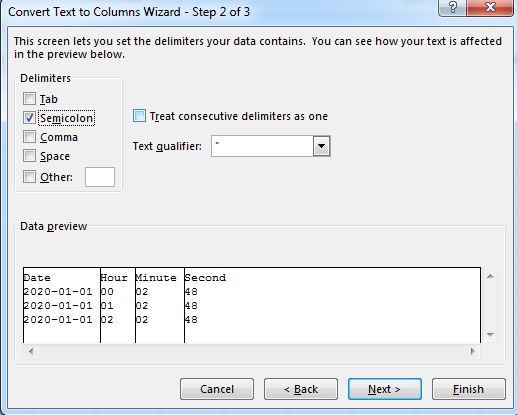 Convert Text to Columns Wizard - Step 2 of 3
This screen lets you set the delimiters your data contains. You can see how your text is affected
in the preview below.
Delimiters
Tab
Semicolon
Comma
Space
Other:
Treat consecutive delimiters as one
Text qualifier: "
Data preview
Date Hour Minute Second
2020-01-01 00 02 48
2020-01-01 01 02 48
2020-01-01 02 02 48
Cancel < Back Next > Finish